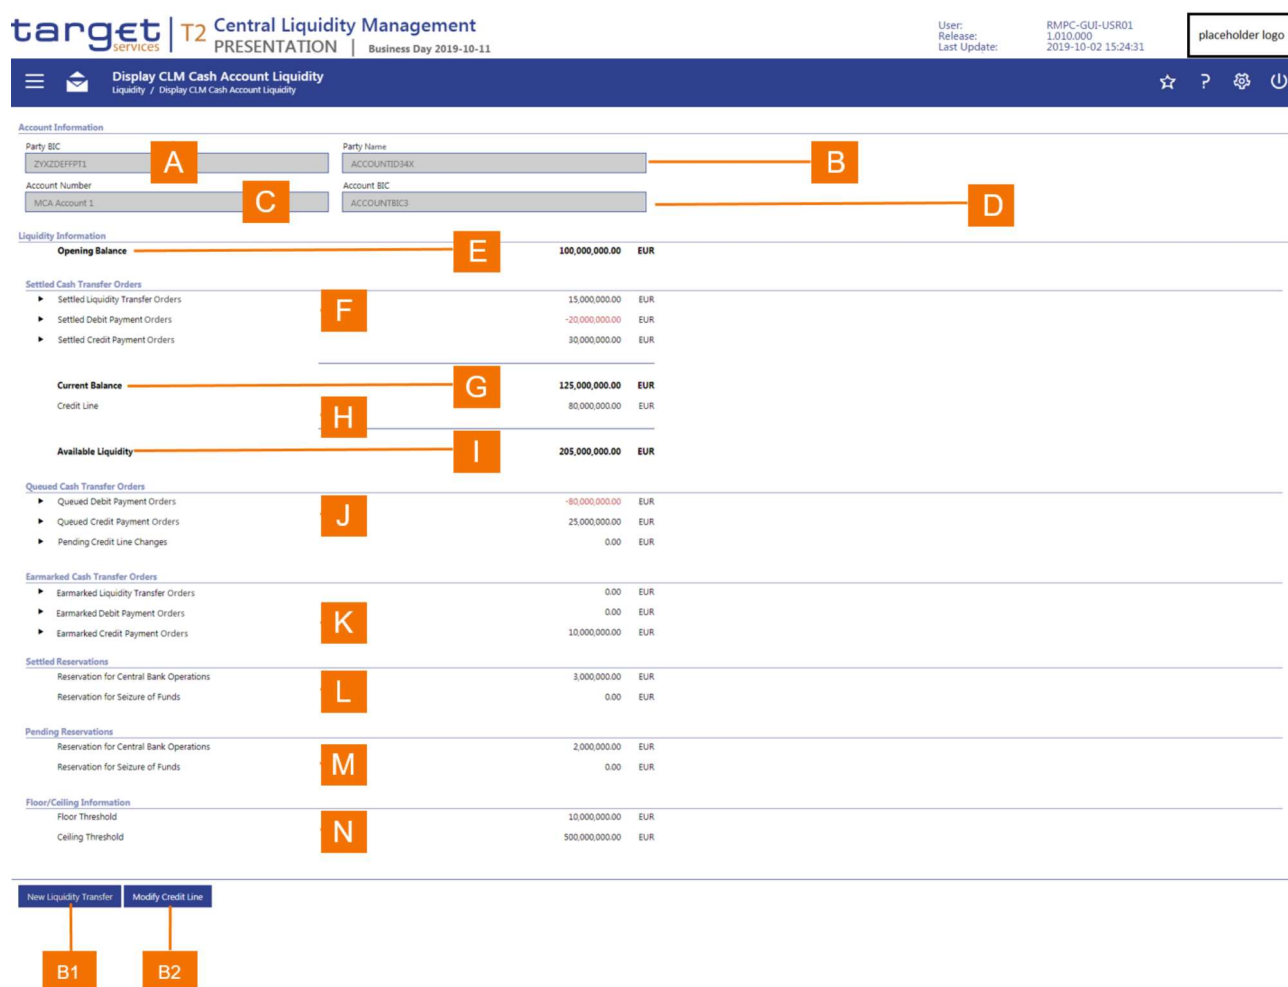 target services | T2 Central Liquidity Management
PRESENTATION | Business Day 2019-10-11
User: RMPC-GUI-USR01
Release: 1.010.000
Last Update: 2019-10-02 15:24:31
placeholder logo
Display CLM Cash Account Liquidity
Liquidity / Display CLM Cash Account Liquidity
?
Account Information
Party BIC Party Name
ZYXZDEFFPT1 A ACCOUNTID34X B
Account Number Account BIC
MCA Account 1 C ACCOUNTBIC3 D
Liquidity Information
Opening Balance E 100,000,000.00 EUR
Settled Cash Transfer Orders
Settled Liquidity Transfer Orders 15,000,000.00 EUR
F
Settled Debit Payment Orders -20,000,000.00 EUR
Settled Credit Payment Orders 30,000,000.00 EUR
Current Balance G 125,000,000.00 EUR
Credit Line H 80,000,000.00 EUR
Available Liquidity I 205,000,000.00 EUR
Queued Cash Transfer Orders
Queued Debit Payment Orders -80,000,000.00 EUR
J
Queued Credit Payment Orders 25,000,000.00 EUR
Pending Credit Line Changes 0.00 EUR
Earmarked Cash Transfer Orders
Earmarked Liquidity Transfer Orders 0.00 EUR
Earmarked Debit Payment Orders 0.00 EUR
K
Earmarked Credit Payment Orders 10,000,000.00 EUR
Settled Reservations
Reservation for Central Bank Operations 3,000,000.00 EUR
L
Reservation for Seizure of Funds 0.00 EUR
Pending Reservations
Reservation for Central Bank Operations 2,000,000.00 EUR
M
Reservation for Seizure of Funds 0.00 EUR
Floor/Ceiling Information
Floor Threshold 10,000,000.00 EUR
N
Ceiling Threshold 500,000,000.00 EUR
New Liquidity Transfer Modify Credit Line
B1 B2